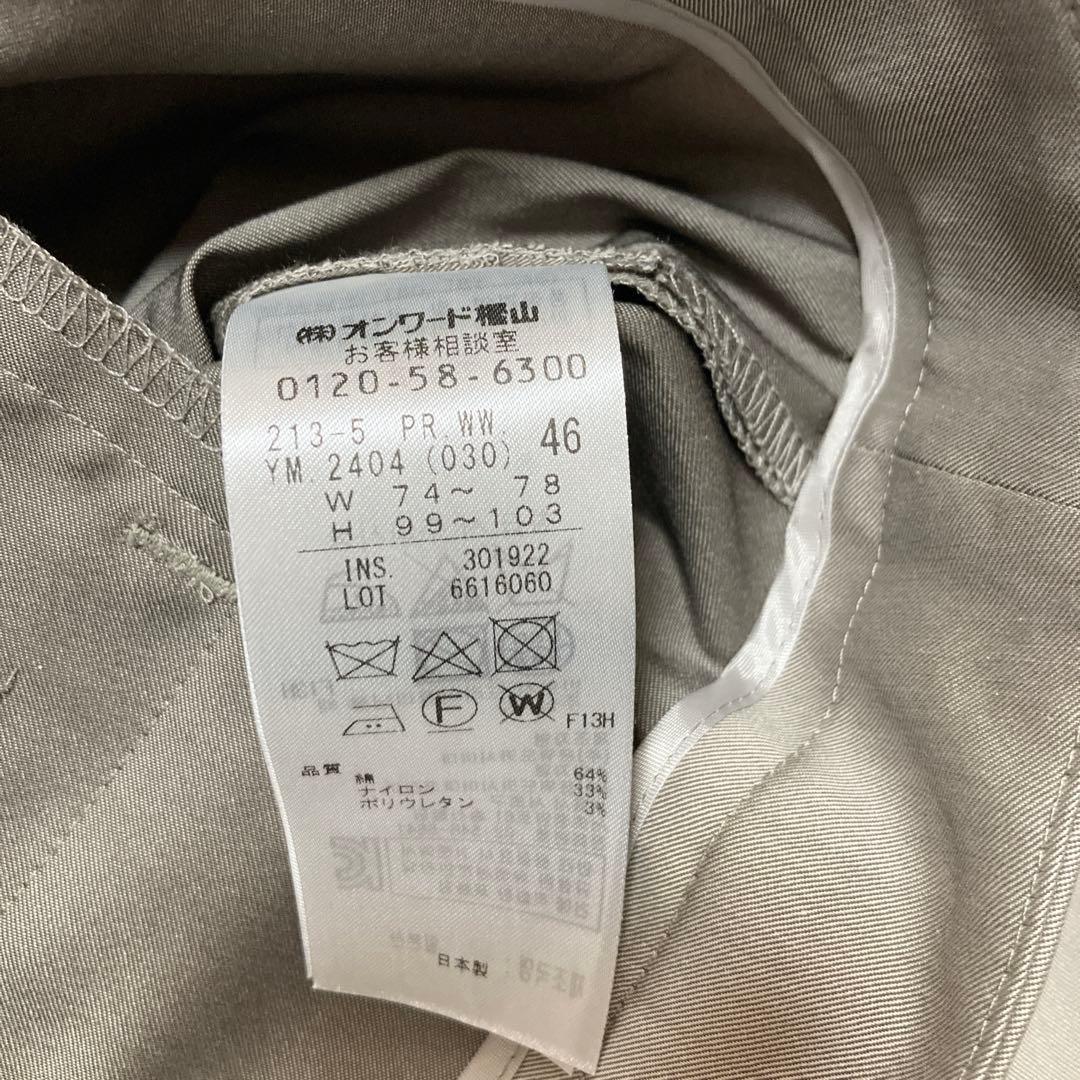 (株)オンワード樫山
お客様相談室
0120-58-6300
213-5 PR.WW. 46
YM.2404 (030)
W 74～ 78
H 99～103
INS. 301922
LOT 6616060
F W
F13H
品質 綿 64%
ナイロン 33%
ポリウレタン 3%
日本製